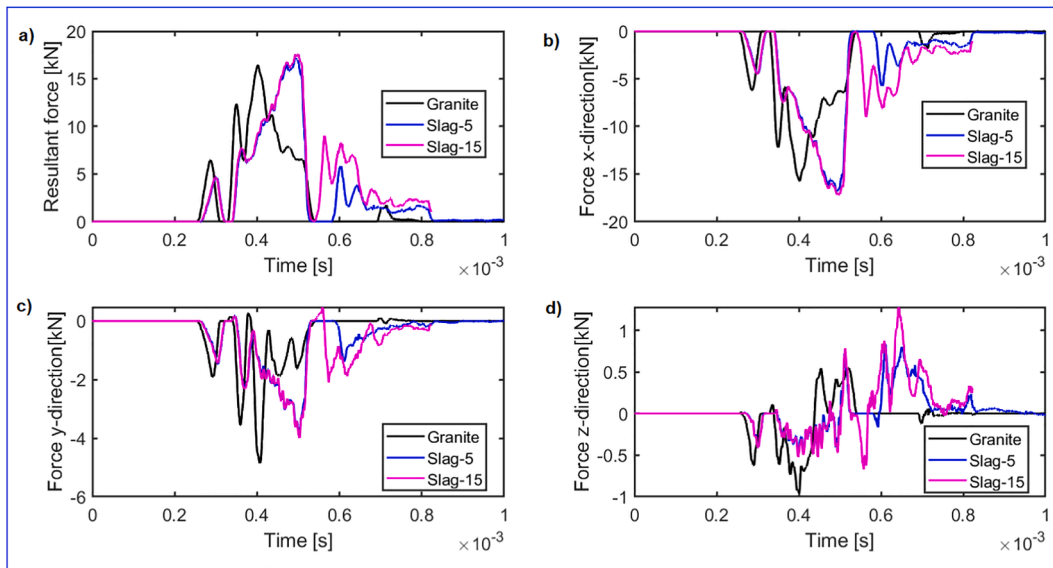 a)
Resultant force [kN]
20
15
10
5
0
Granite
Slag-5
Slag-15
0 0.2 0.4 0.6 0.8 1
Time [s]
×10⁻³
b)
Force x-direction [kN]
0
-5
-10
-15
-20
Granite
Slag-5
Slag-15
0 0.2 0.4 0.6 0.8 1
Time [s]
×10⁻³
c)
Force y-direction [kN]
0
-2
-4
-6
Granite
Slag-5
Slag-15
0 0.2 0.4 0.6 0.8 1
Time [s]
×10⁻³
d)
Force z-direction[kN]
1
0.5
0
-0.5
-1
Granite
Slag-5
Slag-15
0 0.2 0.4 0.6 0.8 1
Time [s]
×10⁻³